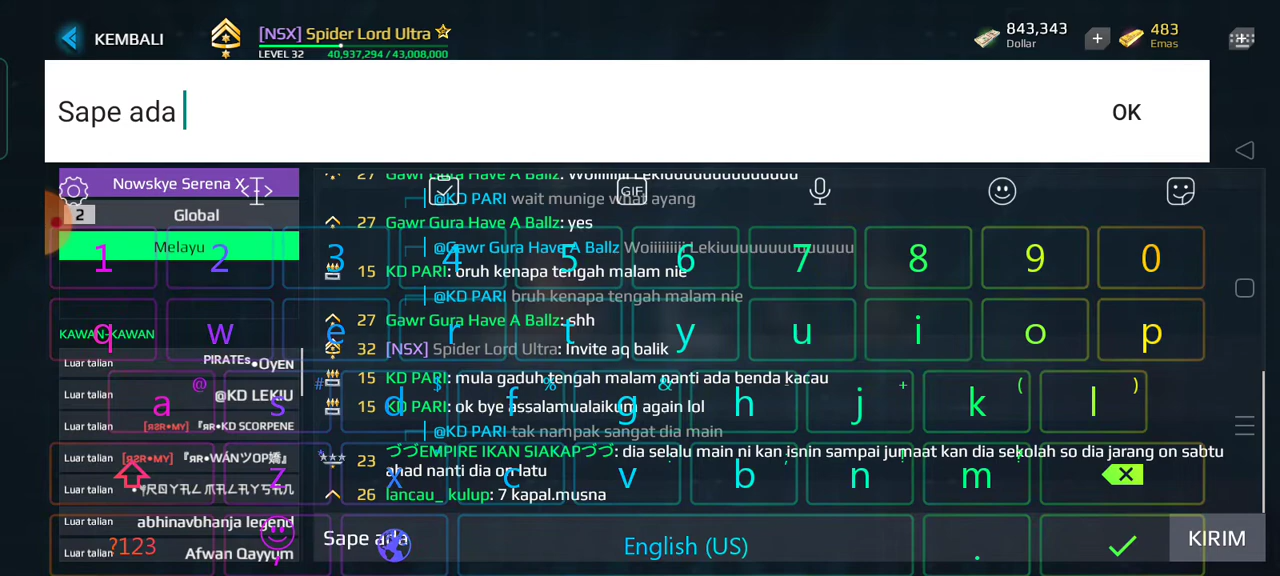 KEMBALI
[NSX] Spider Lord Ultra
LEVEL 32
40,937,294 / 43,008,000
843,343
Dollar
483
Emas
Sape ada
OK
Nowskye Serena X
2
Global
Melayu
KAWAN-KAWAN
Luar talian PIRATEs•OyEN
Luar talian @KD LEKIU
Luar talian [ЯƧR•MY] 『ЯR•KD SCORPENE
Luar talian [ЯƧR•MY] 『ЯR•WÁNツOP嬌』
Luar talian
Luar talian abhinavbhanja legend
Luar talian Afwan Qayyum
27 Gawr Gura Have A Ballz:
@KD PARI wait munige what ayang
27 Gawr Gura Have A Ballz: yes
@Gawr Gura Have A Ballz
15 KD PARI: bruh kenapa tengah malam nie
@KD PARI bruh kenapa tengah malam nie
27 Gawr Gura Have A Ballz: shh
32 [NSX] Spider Lord Ultra: Invite aq balik
15 KD PARI: mula gaduh tengah malam nanti ada benda kacau
15 KD PARI: ok bye assalamualaikum again lol
@KD PARI tak nampak sangat dia main
23 づづEMPIRE IKAN SIAKAPづづ: dia selalu main ni kan isnin sampai jumaat kan dia sekolah so dia jarang on sabtu
ahad nanti dia on latu
26 lancau_ kulup: 7 kapal.musna
Sape ada
KIRIM
GIF
1 2 3 4 5 6 7 8 9 0
q w e r t y u i o p
@ # $ % & - + ( )
a s d f g h j k l
z x c v b n m
?123
English (US)
.